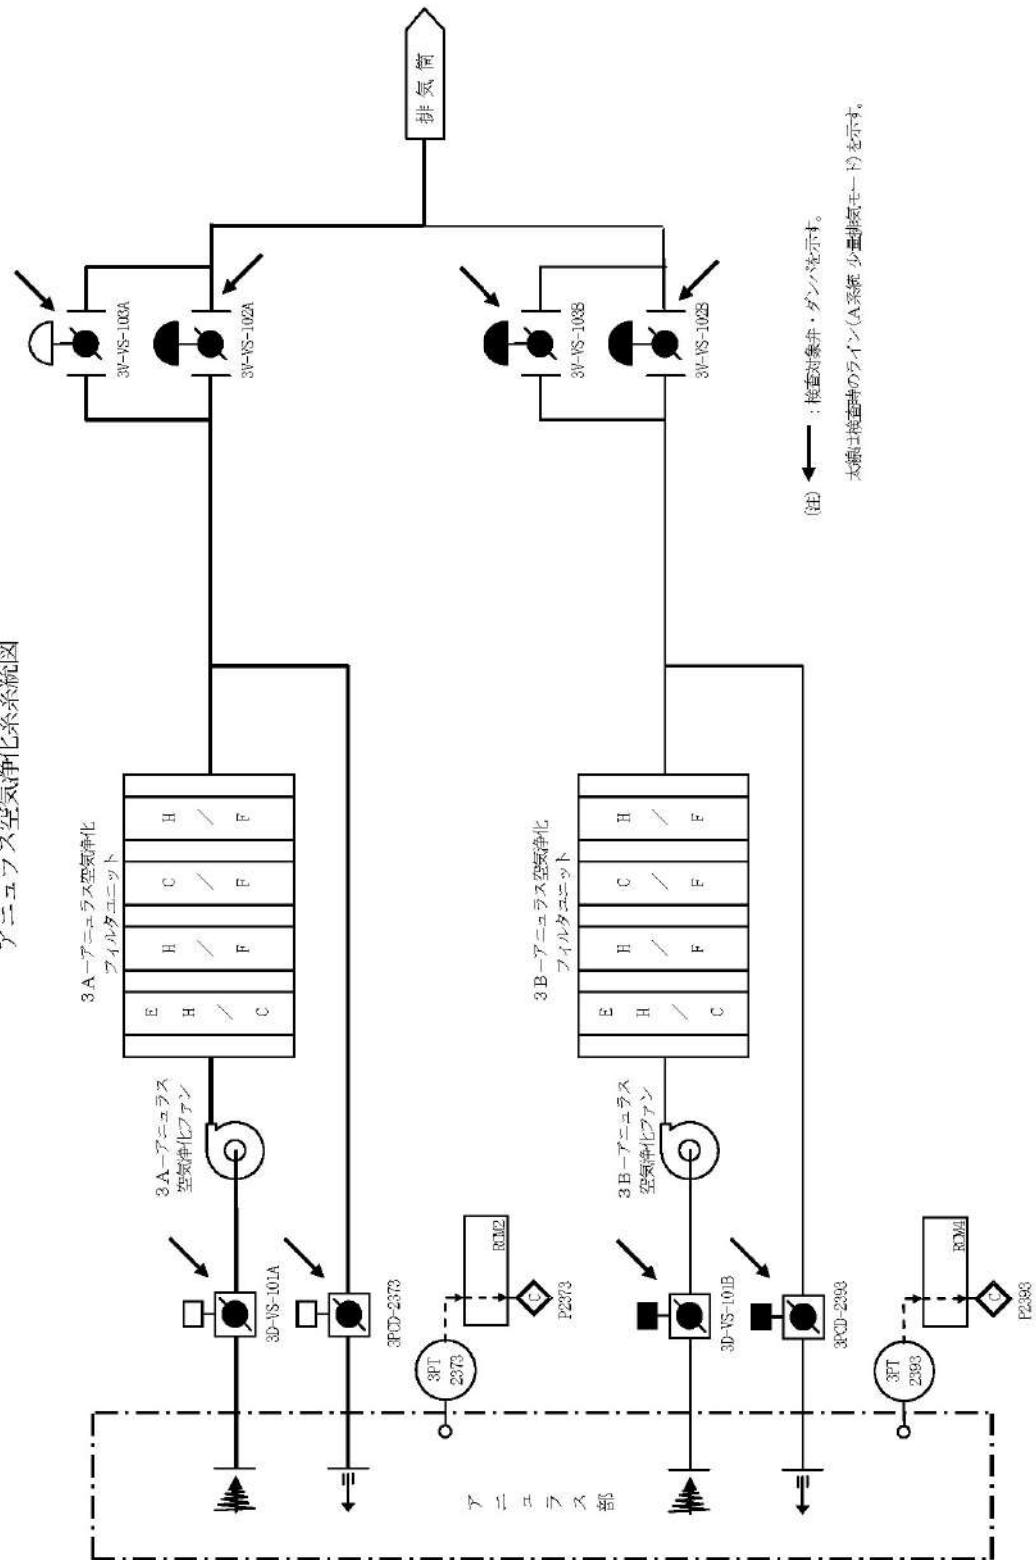 アニュラス空気浄化系系統図
3A-アニュラス空気浄化
フィルタユニット
3A-アニュラス
空気浄化ファン
E H / C
H / F
C / F
H / F
3V-VS-103A
3V-VS-102A
排気筒
3D-VS-101A
3PCD-2373
3PT
2373
RCM2
C
P2373
アニュラス部
3B-アニュラス空気浄化
フィルタユニット
3B-アニュラス
空気浄化ファン
E H / C
H / F
C / F
H / F
3V-VS-103B
3V-VS-102B
3D-VS-101B
3PCD-2393
3PT
2393
RCM4
C
P2393
(注) :検査対象弁・ダンパを示す。
太線は検査時のライン(A系統 少量排気モード)を示す。